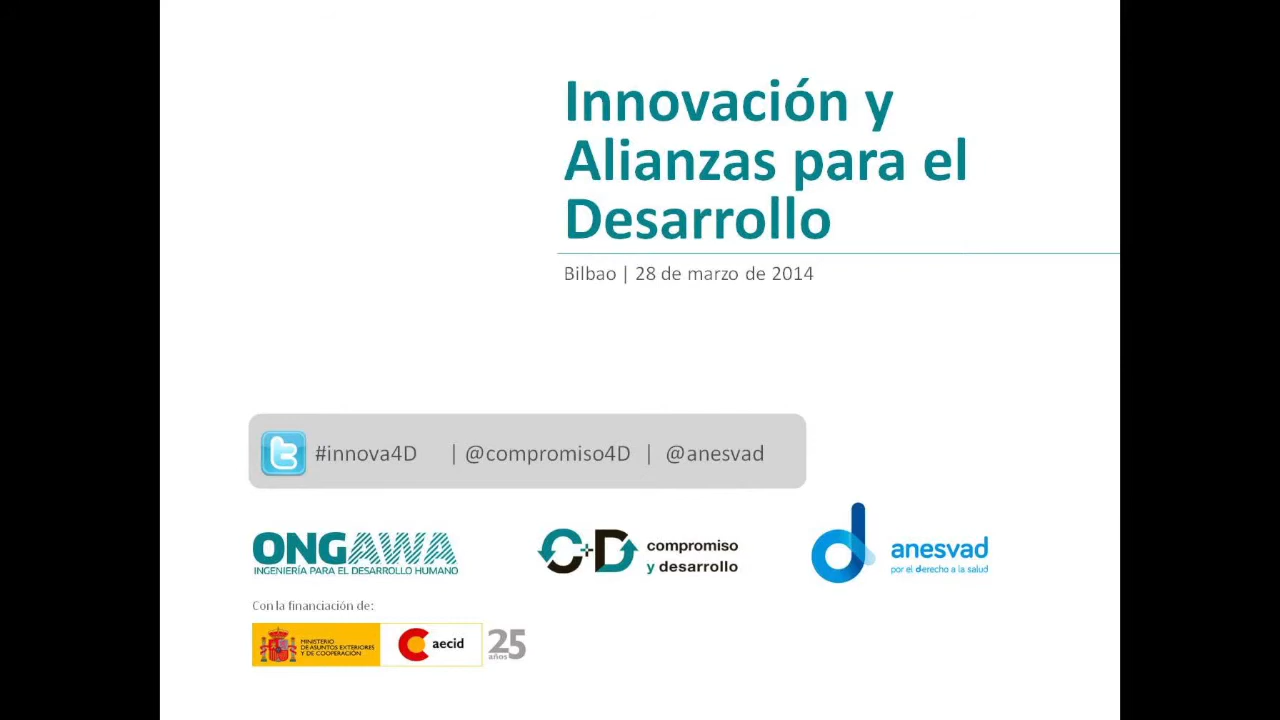 Innovación y
Alianzas para el
Desarrollo
Bilbao | 28 de marzo de 2014
#innova4D | @compromiso4D | @anesvad
ONGAWA
INGENIERÍA PARA EL DESARROLLO HUMANO
C+D
compromiso
y desarrollo
anesvad
por el derecho a la salud
Con la financiación de:
MINISTERIO
DE ASUNTOS EXTERIORES
Y DE COOPERACIÓN
aecid
25
años